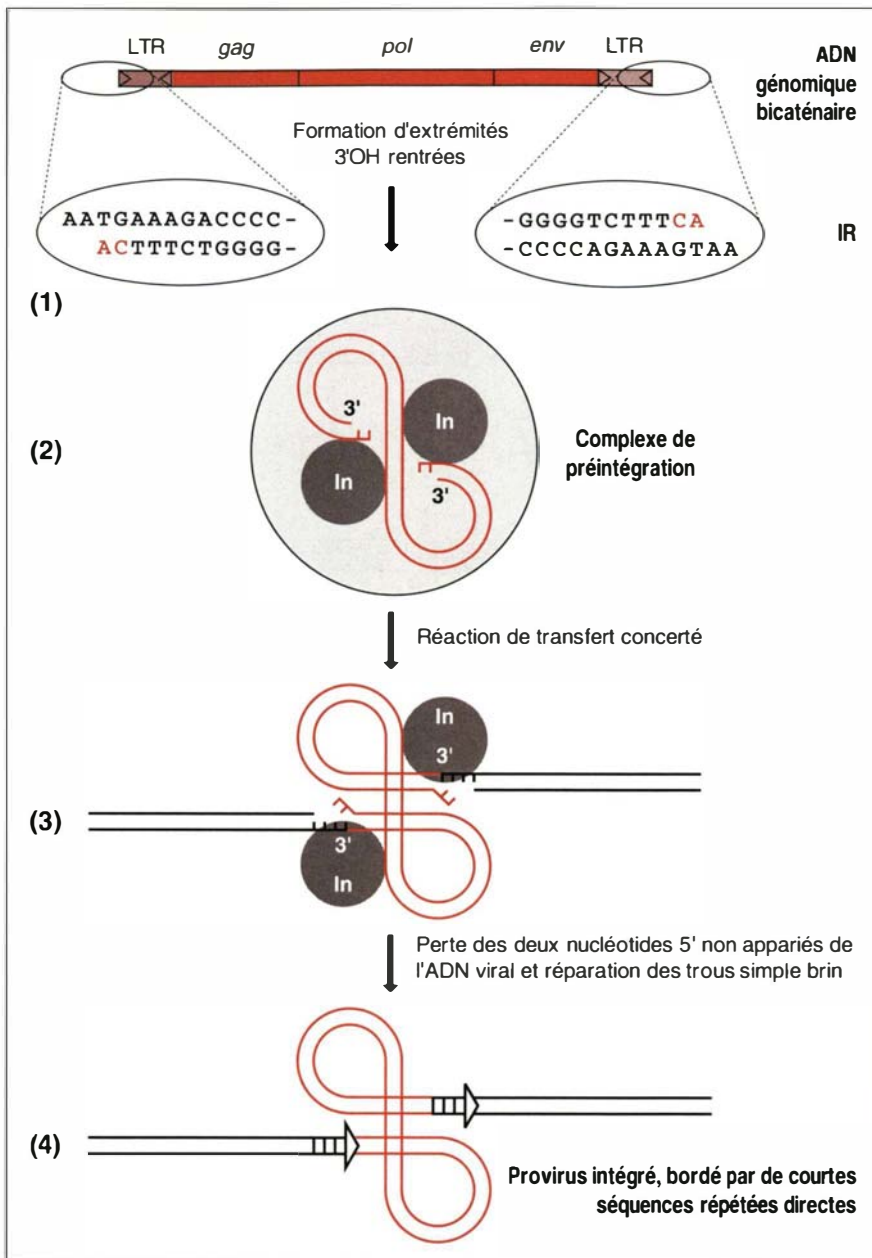 LTR gag pol env LTR
ADN
génomique
bicaténaire
Formation d'extrémités
3'OH rentrées
AATGAAAGACCCC-
ACTTTCTGGGG-
-GGGGTCTTTCA
-CCCCAGAAAGTAA
IR
(1)
3'
In
(2)
In
3'
Complexe de
préintégration
Réaction de transfert concerté
In
3'
(3)
3'
In
Perte des deux nucléotides 5' non appariés de
l'ADN viral et réparation des trous simple brin
(4)
Provirus intégré, bordé par de courtes
séquences répétées directes